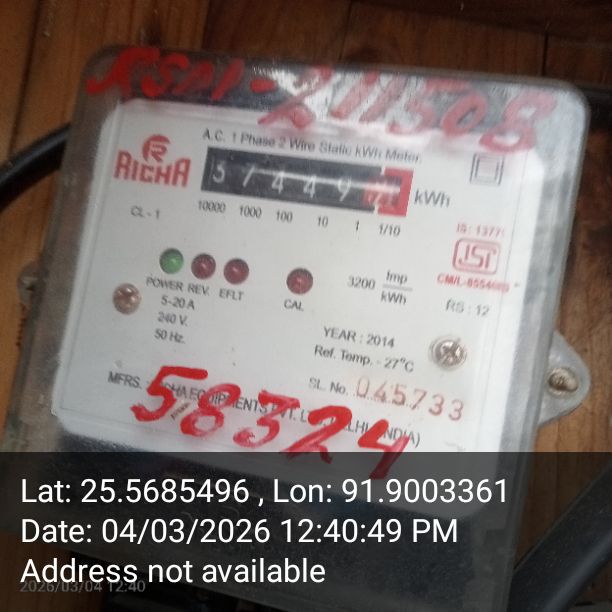 A.C. 1 Phase 2 Wire Static kWh Meter.
RICHA
57449
kWh
10000 1000 100 10 1 1/10
CL - 1
IS : 13779
ISI
3200 Imp/kWh
POWER REV. EFLT CAL
5-20 A
240 V.
50 Hz.
RS : 12
YEAR : 2014
Ref. Temp. - 27°C
SL. No. 045733
MFRS. :
58324
Lat: 25.5685496 , Lon: 91.9003361
Date: 04/03/2026 12:40:49 PM
Address not available
2026/03/04 12:40